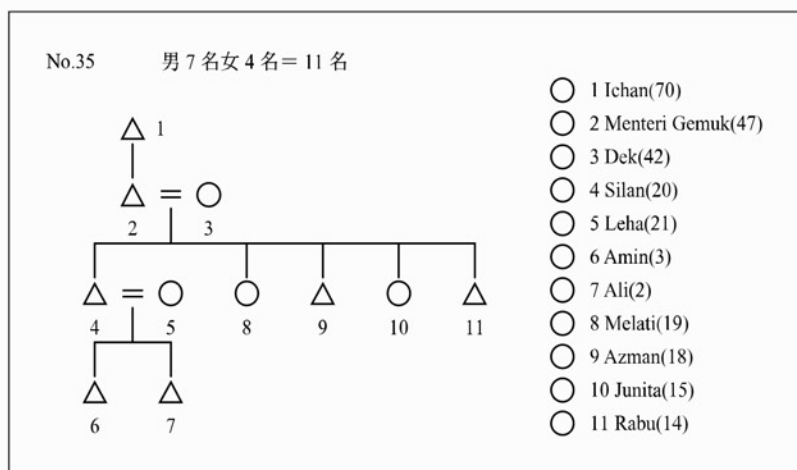 No.35 男 7 名女 4 名＝ 11 名
1
2
3
4
5
8
9
10
11
6
7
1 Ichan(70)
2 Menteri Gemuk(47)
3 Dek(42)
4 Silan(20)
5 Leha(21)
6 Amin(3)
7 Ali(2)
8 Melati(19)
9 Azman(18)
10 Junita(15)
11 Rabu(14)